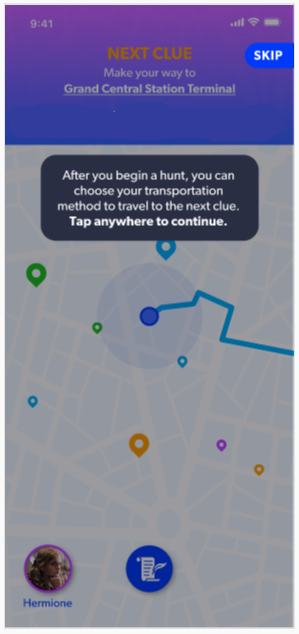 9:41
NEXT CLUE
SKIP
Make your way to
Grand Central Station Terminal
After you begin a hunt, you can
choose your transportation
method to travel to the next clue.
Tap anywhere to continue.
Hermione